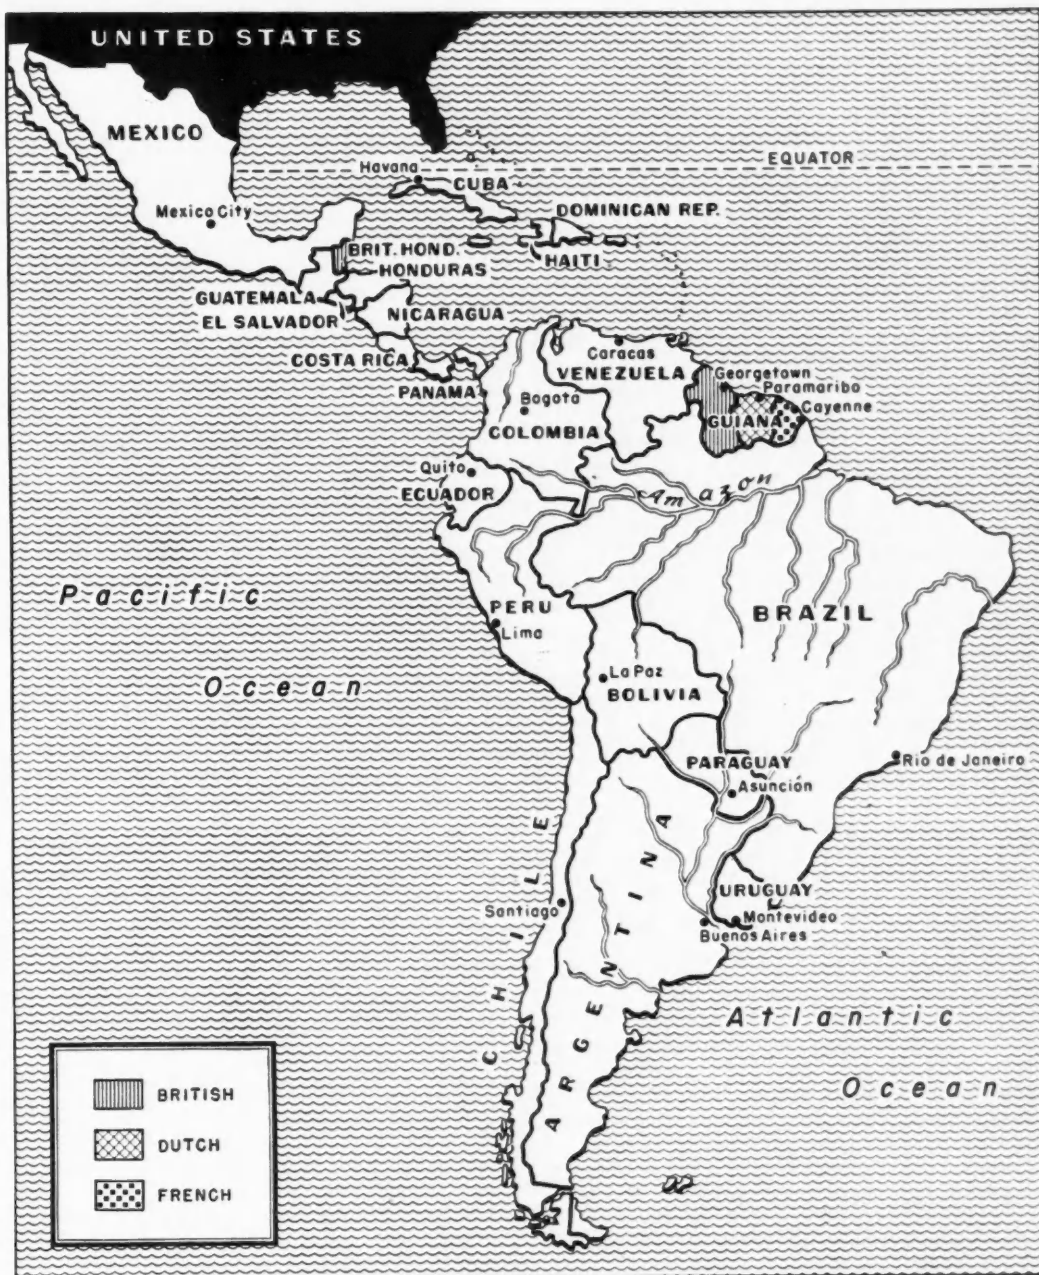 UNITED STATES
MEXICO
EQUATOR
Havana
CUBA
Mexico City
DOMINICAN REP.
BRIT. HOND.
HAITI
HONDURAS
GUATEMALA
EL SALVADOR
NICARAGUA
COSTA RICA
PANAMA
Caracas
VENEZUELA
Georgetown
Paramaribo
Cayenne
GUIANA
Bogotá
COLOMBIA
Quito
ECUADOR
Amazon
Pacific
Ocean
PERU
Lima
BRAZIL
La Paz
BOLIVIA
PARAGUAY
Asunción
Rio de Janeiro
CHILE
ARGENTINA
Santiago
URUGUAY
Montevideo
Buenos Aires
Atlantic
Ocean
BRITISH
DUTCH
FRENCH